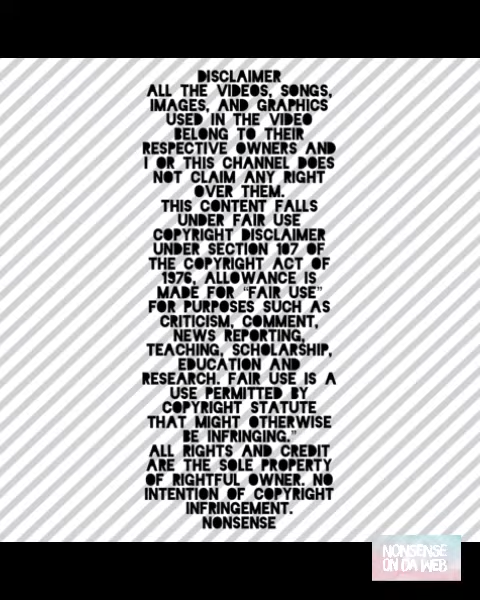 DISCLAIMER
ALL THE VIDEOS, SONGS,
IMAGES, AND GRAPHICS
USED IN THE VIDEO
BELONG TO THEIR
RESPECTIVE OWNERS AND
I OR THIS CHANNEL DOES
NOT CLAIM ANY RIGHT
OVER THEM.
THIS CONTENT FALLS
UNDER FAIR USE
COPYRIGHT DISCLAIMER
UNDER SECTION 107 OF
THE COPYRIGHT ACT OF
1976, ALLOWANCE IS
MADE FOR “FAIR USE”
FOR PURPOSES SUCH AS
CRITICISM, COMMENT,
NEWS REPORTING,
TEACHING, SCHOLARSHIP,
EDUCATION AND
RESEARCH. FAIR USE IS A
USE PERMITTED BY
COPYRIGHT STATUTE
THAT MIGHT OTHERWISE
BE INFRINGING.”
ALL RIGHTS AND CREDIT
ARE THE SOLE PROPERTY
OF RIGHTFUL OWNER. NO
INTENTION OF COPYRIGHT
INFRINGEMENT.
NONSENSE
NONSENSE
ON DA WEB